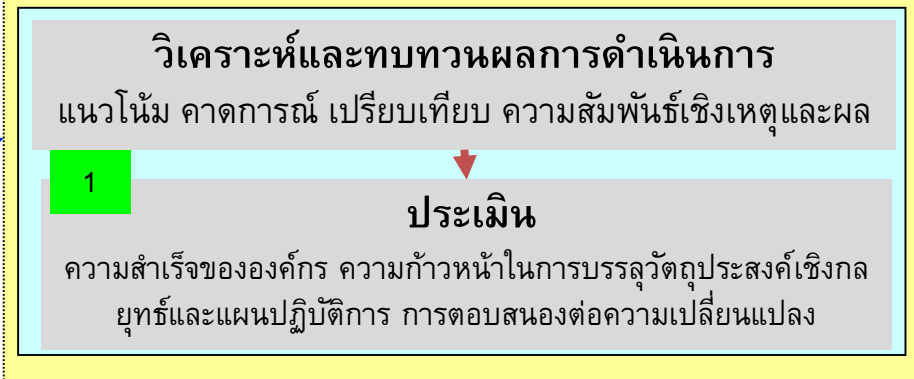 วิเคราะห์และทบทวนผลการดำเนินการ
แนวโน้ม คาดการณ์ เปรียบเทียบ ความสัมพันธ์เชิงเหตุและผล
1
ประเมิน
ความสำเร็จขององค์กร ความก้าวหน้าในการบรรลุวัตถุประสงค์เชิงกล
ยุทธ์และแผนปฏิบัติการ การตอบสนองต่อความเปลี่ยนแปลง